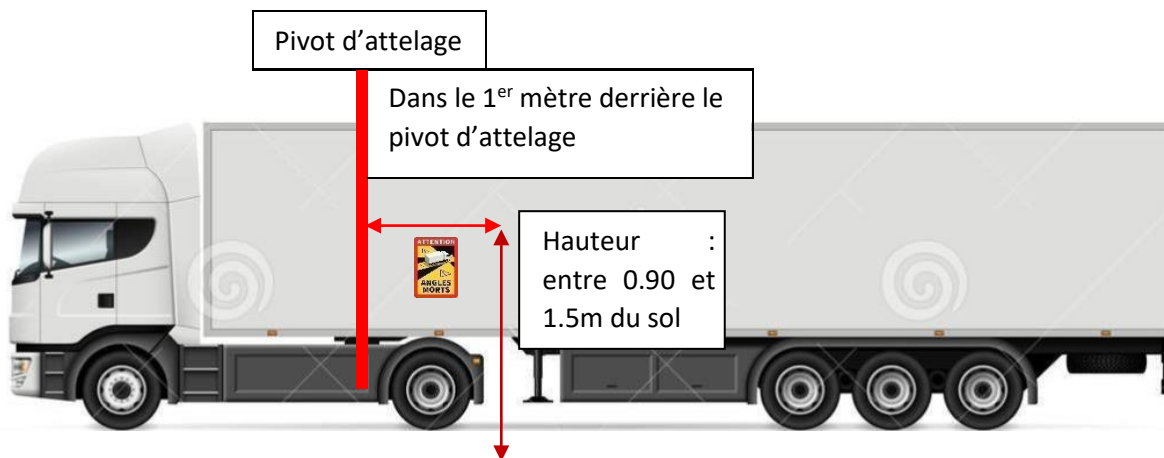 Pivot d'attelage
Dans le 1er mètre derrière le
pivot d'attelage
ATTENTION
ANGLES
MORTS
Hauteur :
entre 0.90 et
1.5m du sol